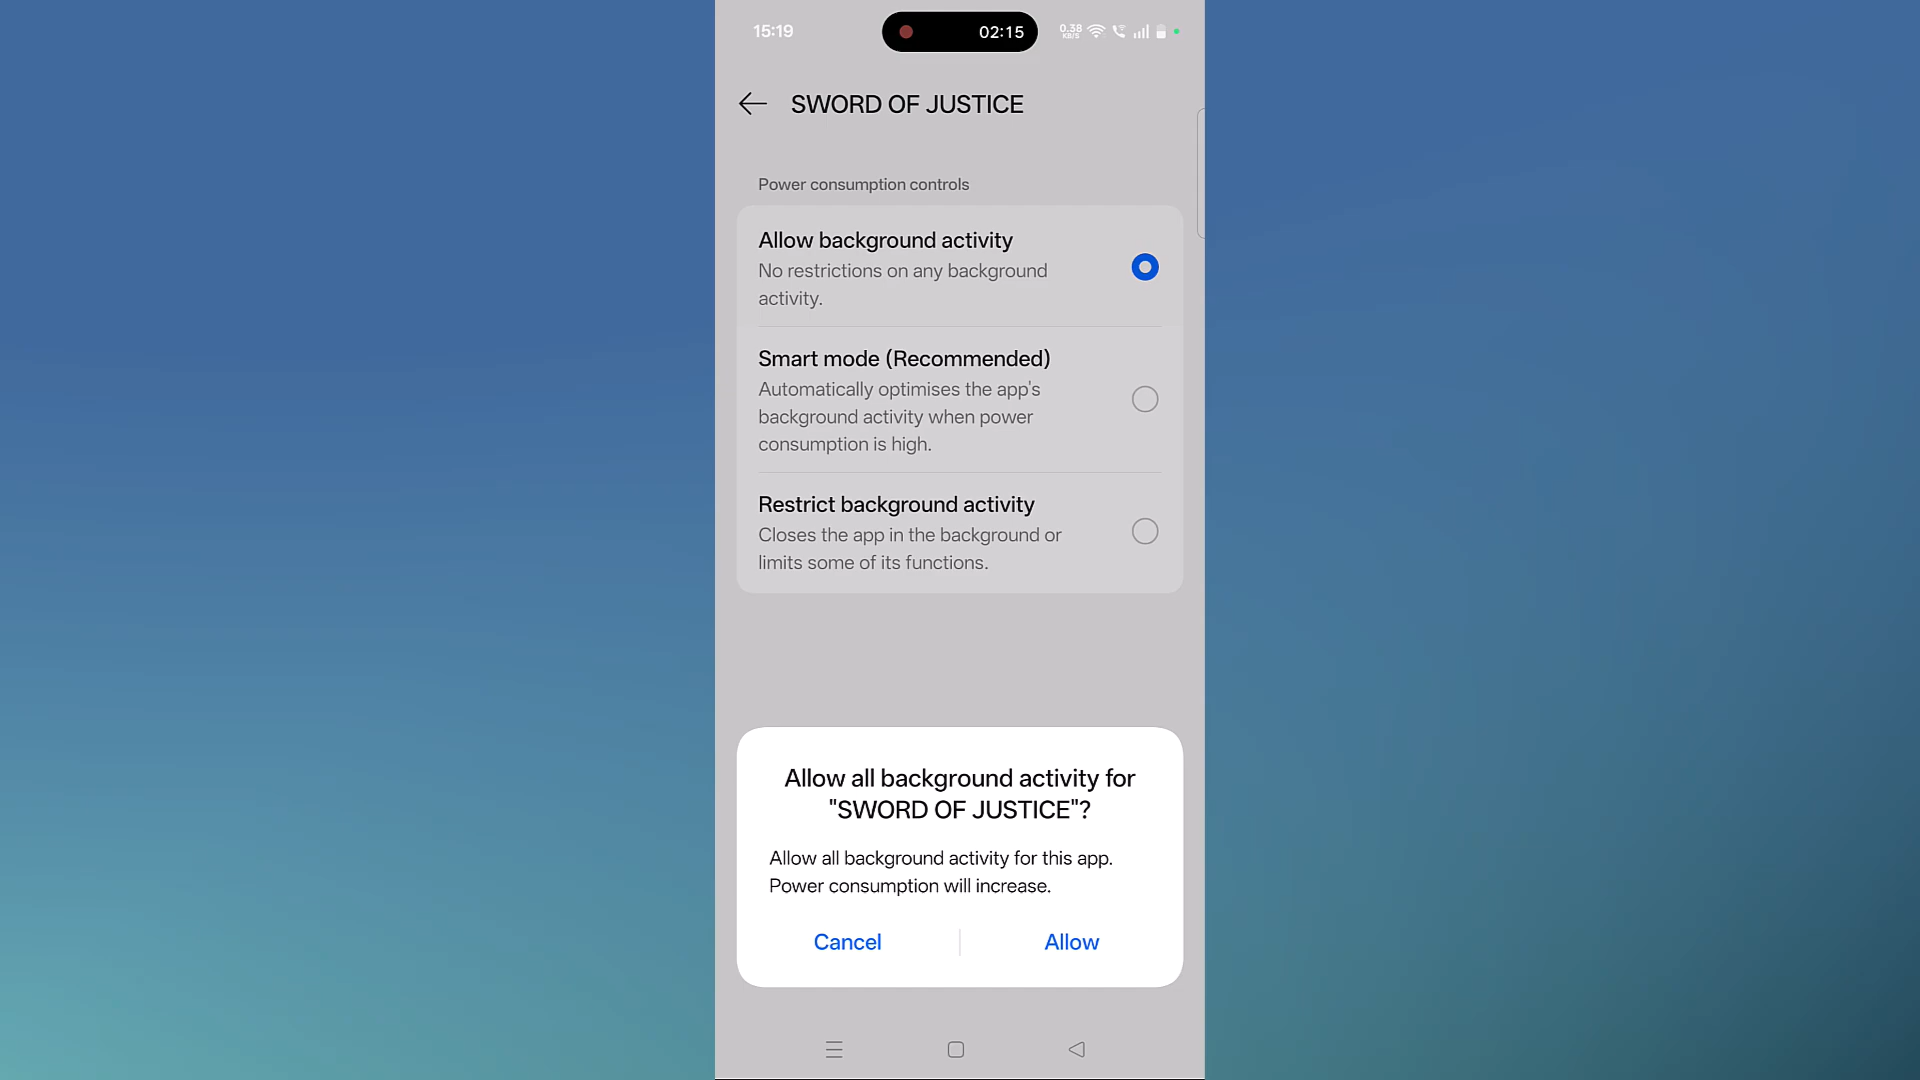 15:19
02:15
0.38
KB/S
SWORD OF JUSTICE
Power consumption controls
Allow background activity
No restrictions on any background
activity.
Smart mode (Recommended)
Automatically optimises the app's
background activity when power
consumption is high.
Restrict background activity
Closes the app in the background or
limits some of its functions.
Allow all background activity for
"SWORD OF JUSTICE"?
Allow all background activity for this app.
Power consumption will increase.
Cancel
Allow